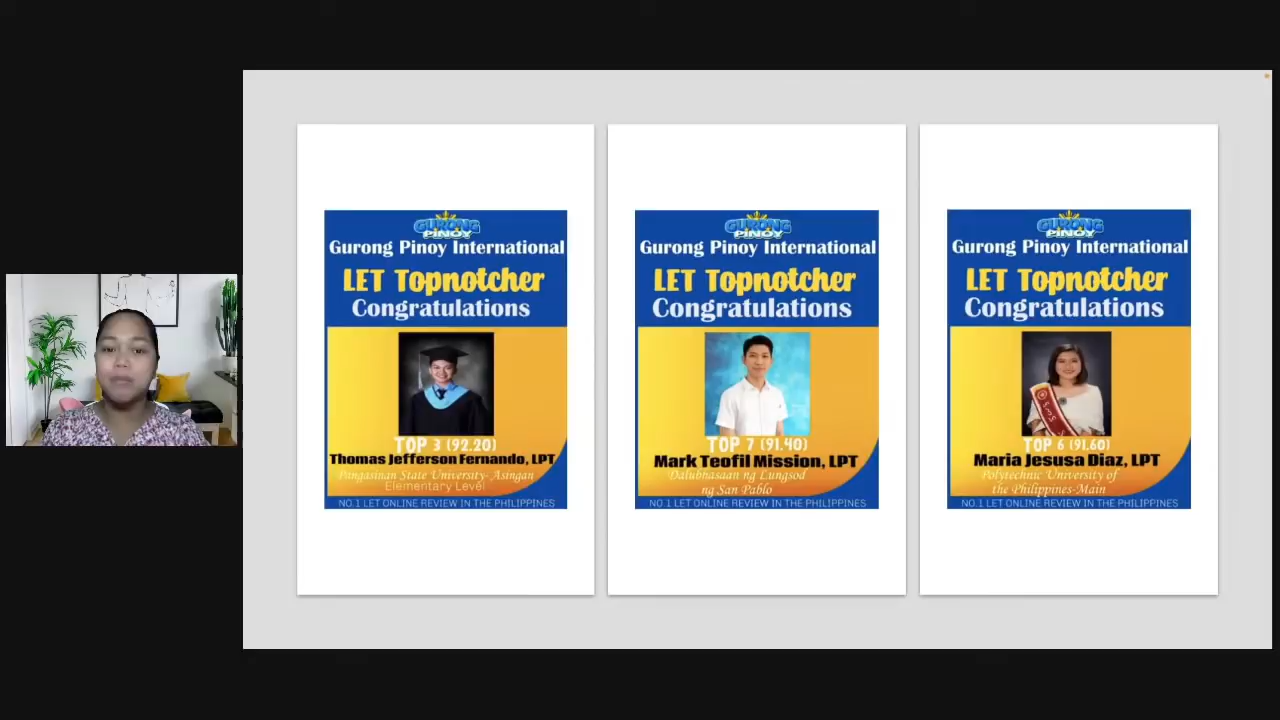 GURONG
PINOY
Gurong Pinoy International
LET Topnotcher
Congratulations
TOP 3 (92.20)
Thomas Jefferson Fernando, LPT
Pangasinan State University- Asingan
Elementary Level
NO.1 LET ONLINE REVIEW IN THE PHILIPPINES
GURONG
PINOY
Gurong Pinoy International
LET Topnotcher
Congratulations
TOP 7 (91.40)
Mark Teofil Mission, LPT
Dalubhasaan ng Lungsod
ng San Pablo
NO.1 LET ONLINE REVIEW IN THE PHILIPPINES
GURONG
PINOY
Gurong Pinoy International
LET Topnotcher
Congratulations
TOP 6 (91.60)
Maria Jesusa Diaz, LPT
Polytechnic University of
the Philippines-Main
NO.1 LET ONLINE REVIEW IN THE PHILIPPINES